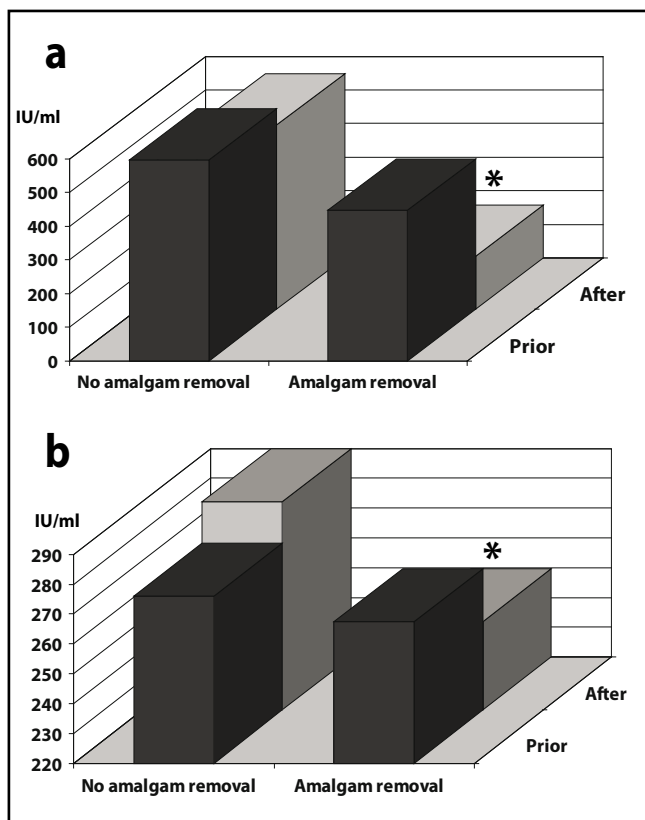 a
IU/ml
600
500
400
300
200
100
0
*
After
Prior
No amalgam removal
Amalgam removal
b
IU/ml
290
280
270
260
250
240
230
220
*
After
Prior
No amalgam removal
Amalgam removal